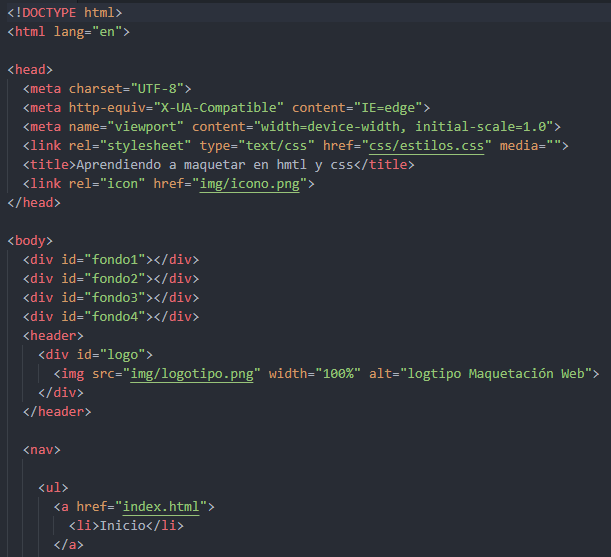 <!DOCTYPE html>
<html lang="en">
<head>
<meta charset="UTF-8">
<meta http-equiv="X-UA-Compatible" content="IE=edge">
<meta name="viewport" content="width=device-width, initial-scale=1.0">
<link rel="stylesheet" type="text/css" href="css/estilos.css" media="">
<title>Aprendiendo a maquetar en hmtl y css</title>
<link rel="icon" href="img/icono.png">
</head>
<body>
<div id="fondo1"></div>
<div id="fondo2"></div>
<div id="fondo3"></div>
<div id="fondo4"></div>
<header>
<div id="logo">
<img src="img/logotipo.png" width="100%" alt="logtipo Maquetación Web">
</div>
</header>
<nav>
<ul>
<a href="index.html">
<li>Inicio</li>
</a>